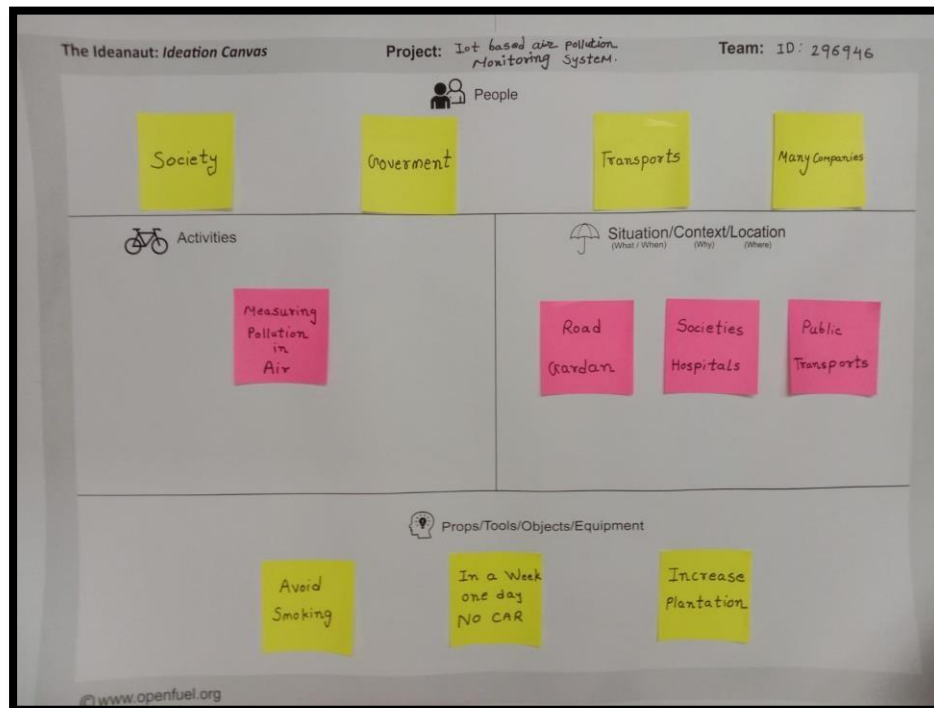 The Ideanaut: Ideation Canvas
Project: Iot based air pollution
Monitoring System.
Team: ID: 296946
People
Society
Goverment
Transports
Many Companies
Activities
Measuring
Pollution
in
Air
Situation/Context/Location
(What / When) (Why) (Where)
Road
Gardan
Societies
Hospitals
Public
Transports
Props/Tools/Objects/Equipment
Avoid
Smoking
In a Week
one day
NO CAR
Increase
Plantation
© www.openfuel.org